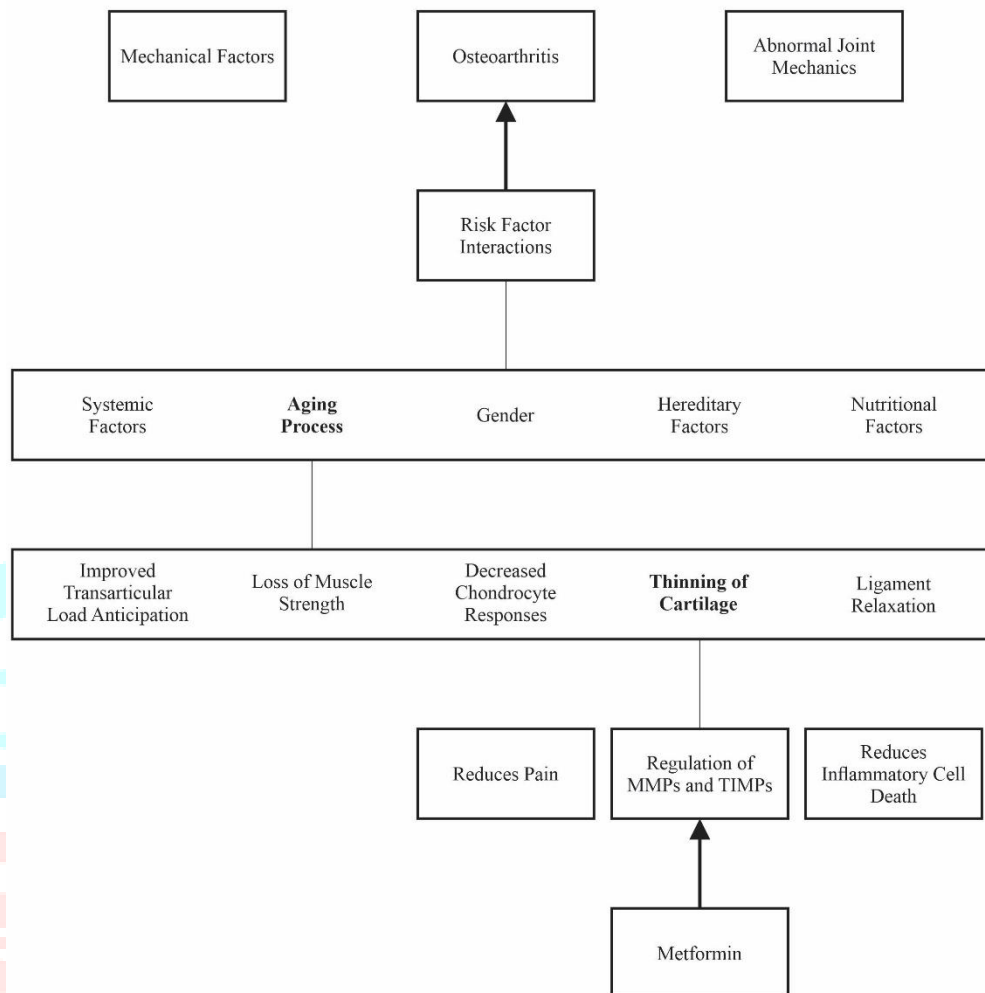 Mechanical Factors
Osteoarthritis
Abnormal Joint
Mechanics
Risk Factor
Interactions
Systemic
Factors
Aging
Process
Gender
Hereditary
Factors
Nutritional
Factors
Improved
Transarticular
Load Anticipation
Loss of Muscle
Strength
Decreased
Chondrocyte
Responses
Thinning of
Cartilage
Ligament
Relaxation
Reduces Pain
Regulation of
MMPs and TIMPs
Reduces
Inflammatory Cell
Death
Metformin